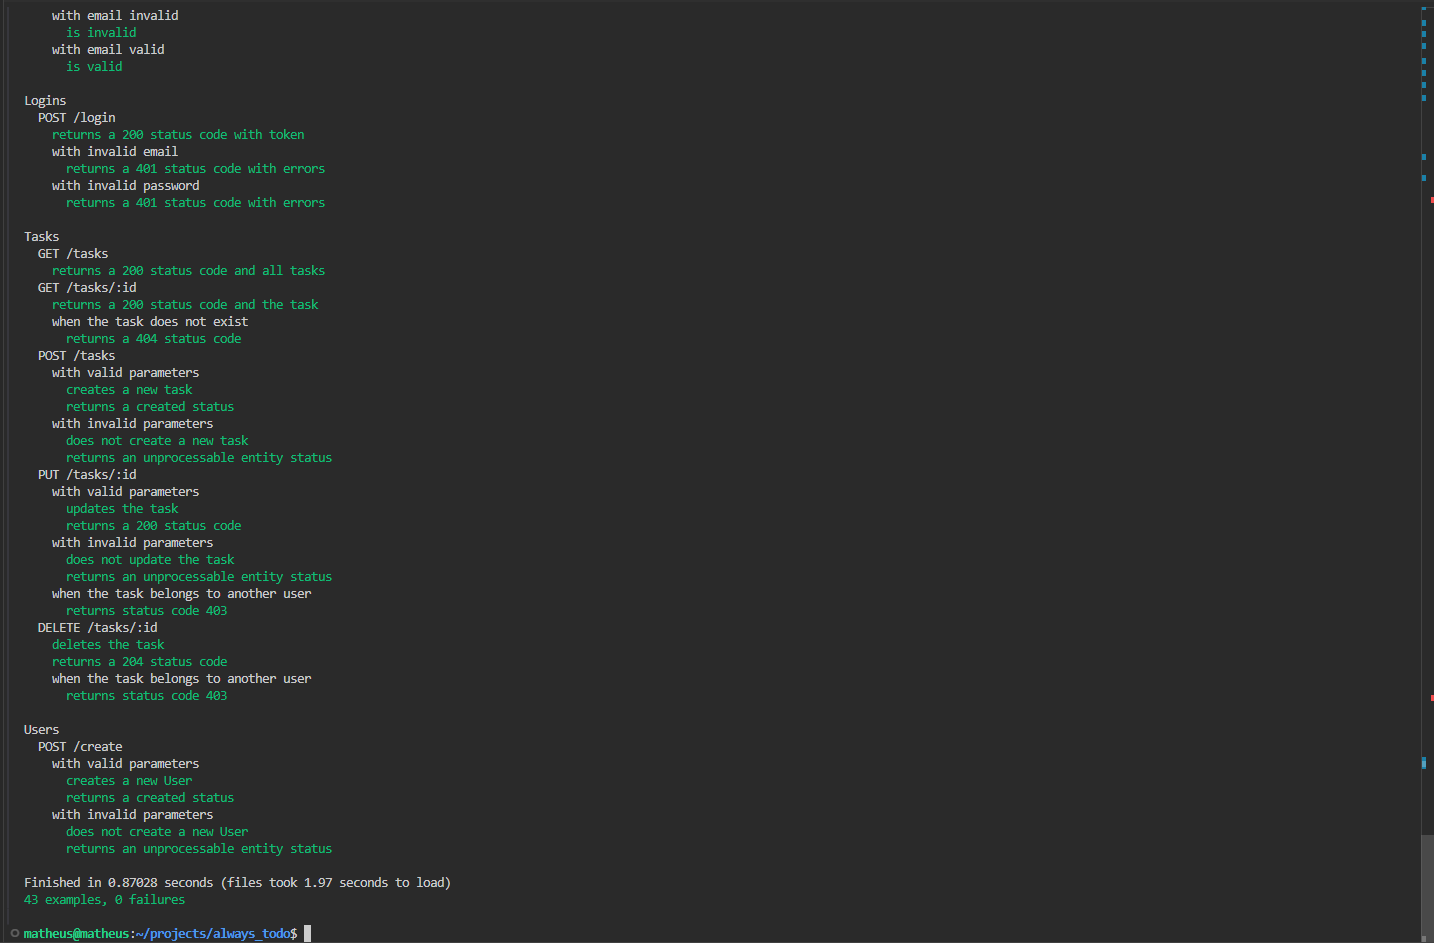 with email invalid
is invalid
with email valid
is valid
Logins
POST /login
returns a 200 status code with token
with invalid email
returns a 401 status code with errors
with invalid password
returns a 401 status code with errors
Tasks
GET /tasks
returns a 200 status code and all tasks
GET /tasks/:id
returns a 200 status code and the task
when the task does not exist
returns a 404 status code
POST /tasks
with valid parameters
creates a new task
returns a created status
with invalid parameters
does not create a new task
returns an unprocessable entity status
PUT /tasks/:id
with valid parameters
updates the task
returns a 200 status code
with invalid parameters
does not update the task
returns an unprocessable entity status
when the task belongs to another user
returns status code 403
DELETE /tasks/:id
deletes the task
returns a 204 status code
when the task belongs to another user
returns status code 403
Users
POST /create
with valid parameters
creates a new User
returns a created status
with invalid parameters
does not create a new User
returns an unprocessable entity status
Finished in 0.87028 seconds (files took 1.97 seconds to load)
43 examples, 0 failures
matheus@matheus:~/projects/always_todo$